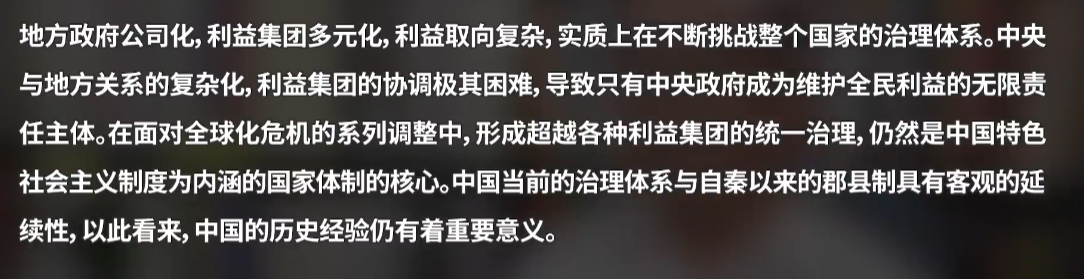 地方政府公司化，利益集团多元化，利益取向复杂，实质上在不断挑战整个国家的治理体系。中央
与地方关系的复杂化，利益集团的协调极其困难，导致只有中央政府成为维护全民利益的无限责
任主体。在面对全球化危机的系列调整中，形成超越各种利益集团的统一治理，仍然是中国特色
社会主义制度为内涵的国家体制的核心。中国当前的治理体系与自秦以来的郡县制具有客观的延
续性，以此看来，中国的历史经验仍有着重要意义。